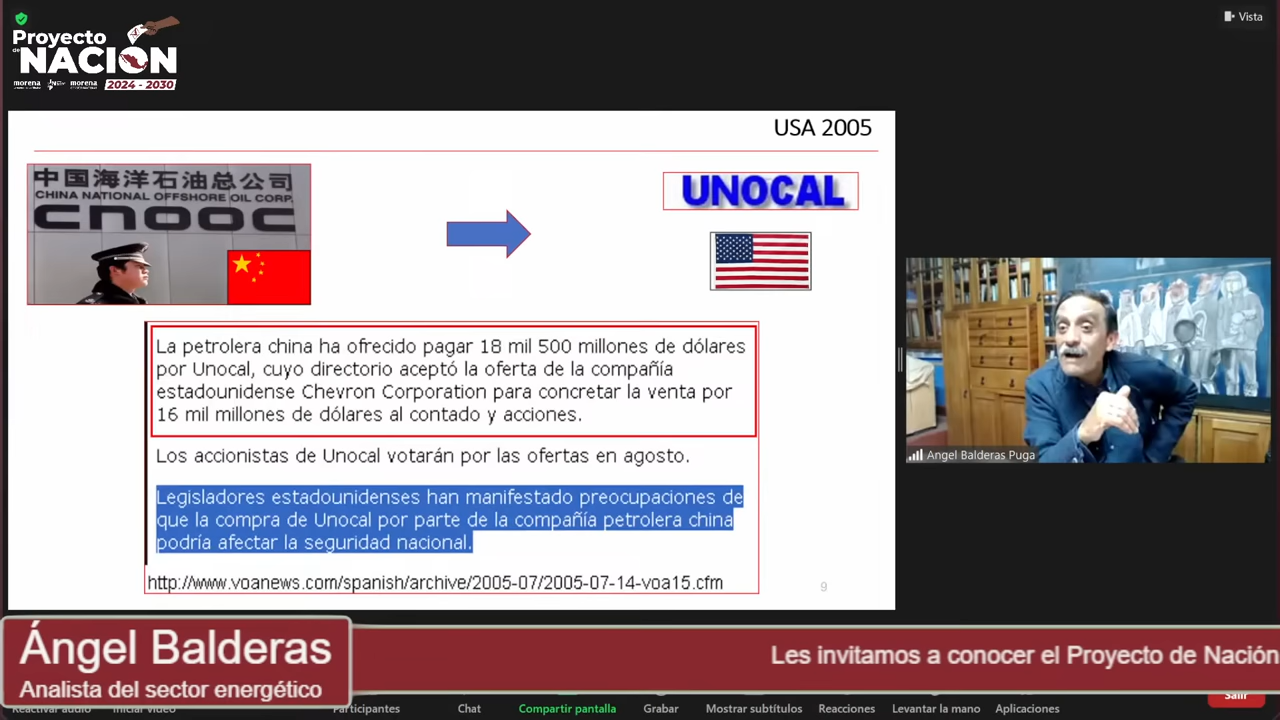 Vista
Proyecto
de NACIÓN
morena
morena
2024 - 2030
USA 2005
中国海洋石油总公司
CHINA NATIONAL OFFSHORE OIL CORP.
CNOOC
UNOCAL
La petrolera china ha ofrecido pagar 18 mil 500 millones de dólares
por Unocal, cuyo directorio aceptó la oferta de la compañía
estadounidense Chevron Corporation para concretar la venta por
16 mil millones de dólares al contado y acciones.
Los accionistas de Unocal votarán por las ofertas en agosto.
Legisladores estadounidenses han manifestado preocupaciones de
que la compra de Unocal por parte de la compañía petrolera china
podría afectar la seguridad nacional.
http://www.voanews.com/spanish/archive/2005-07/2005-07-14-voa15.cfm
9
Angel Balderas Puga
Ángel Balderas
Analista del sector energético
Les invitamos a conocer el Proyecto de Nación
Reactivar audio
Iniciar video
Participantes
Chat
Compartir pantalla
Grabar
Mostrar subtítulos
Reacciones
Levantar la mano
Aplicaciones
Salir